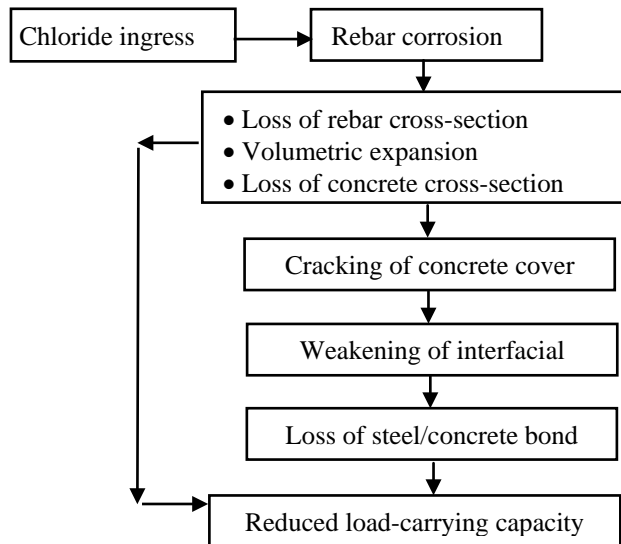 Chloride ingress
Rebar corrosion
• Loss of rebar cross-section
• Volumetric expansion
• Loss of concrete cross-section
Cracking of concrete cover
Weakening of interfacial
Loss of steel/concrete bond
Reduced load-carrying capacity